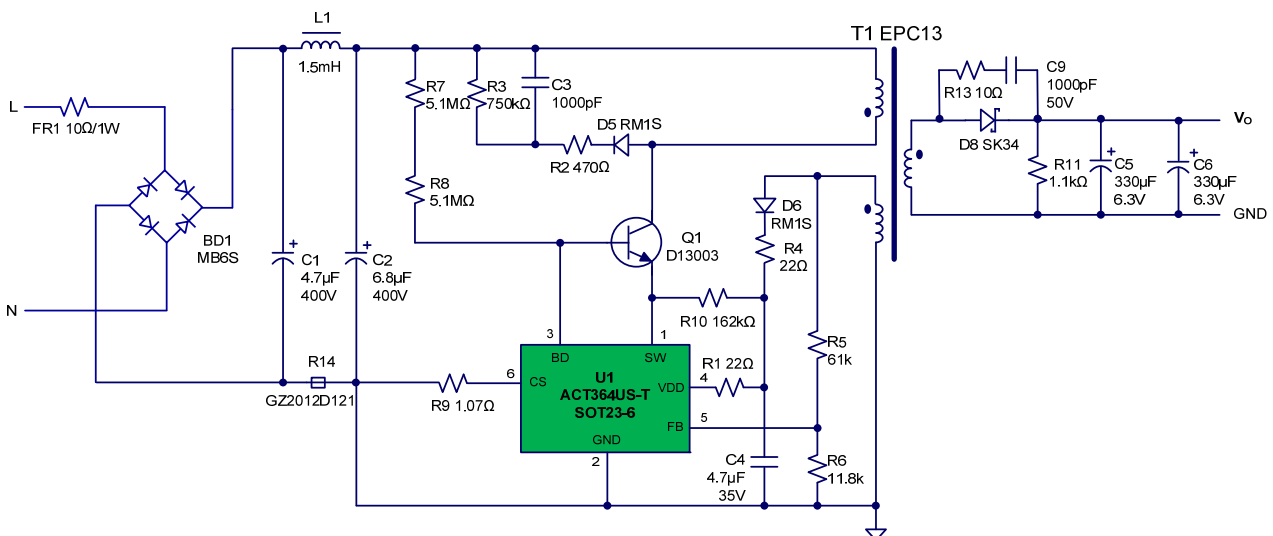 L1
1.5mH
T1 EPC13
L
FR1 10Ω/1W
R7
5.1MΩ
R3
750kΩ
C3
1000pF
D5 RM1S
R2 470Ω
R13 10Ω
C9
1000pF
50V
D8 SK34
Vo
R11
1.1kΩ
C5
330µF
6.3V
+
C6
330µF
6.3V
+
GND
R8
5.1MΩ
BD1
MB6S
C1
4.7µF
400V
+
C2
6.8µF
400V
+
Q1
D13003
D6
RM1S
R4
22Ω
N
R10 162kΩ
3
1
BD
SW
R5
61k
R14
GZ2012D121
R9 1.07Ω
6
CS
U1
ACT364US-T
SOT23-6
VDD
4
R1 22Ω
FB
5
GND
2
C4
4.7µF
35V
R6
11.8k